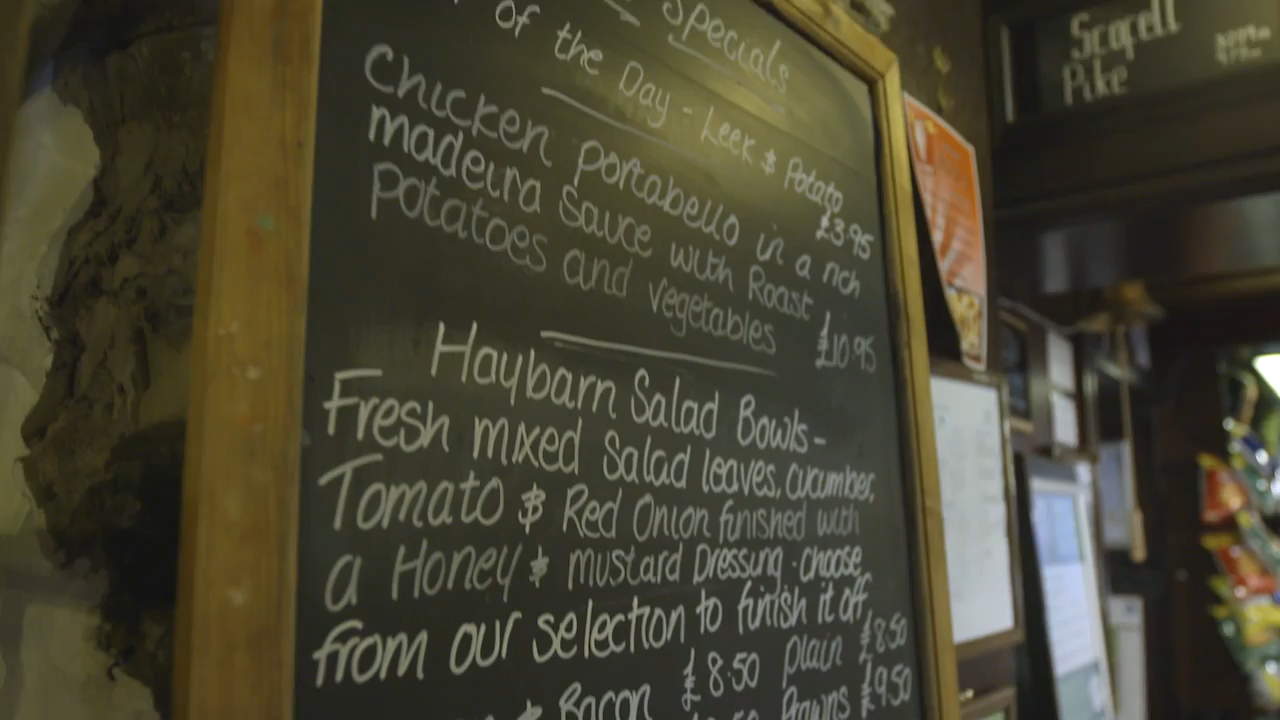 Specials
of the Day - Leek & Potato
£3.95
Chicken portabello in a rich
madeira Sauce with Roast
Potatoes and vegetables £10.95
Haybarn Salad Bowls -
Fresh mixed Salad leaves, cucumber,
Tomato & Red Onion finished with
a Honey & mustard Dressing - choose
from our selection to finish it off
£8.50 Plain £8.50
& Bacon Prawns £9.50
Scafell
Pike